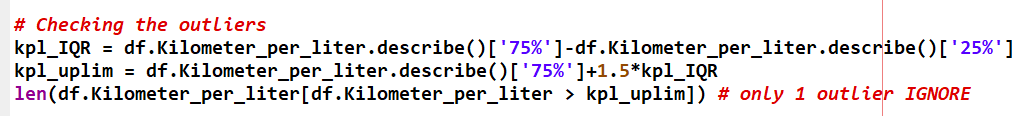 # Checking the outliers
kpl_IQR = df.Kilometer_per_liter.describe()['75%']-df.Kilometer_per_liter.describe()['25%']
kpl_uplim = df.Kilometer_per_liter.describe()['75%']+1.5*kpl_IQR
len(df.Kilometer_per_liter[df.Kilometer_per_liter > kpl_uplim]) # only 1 outlier IGNORE